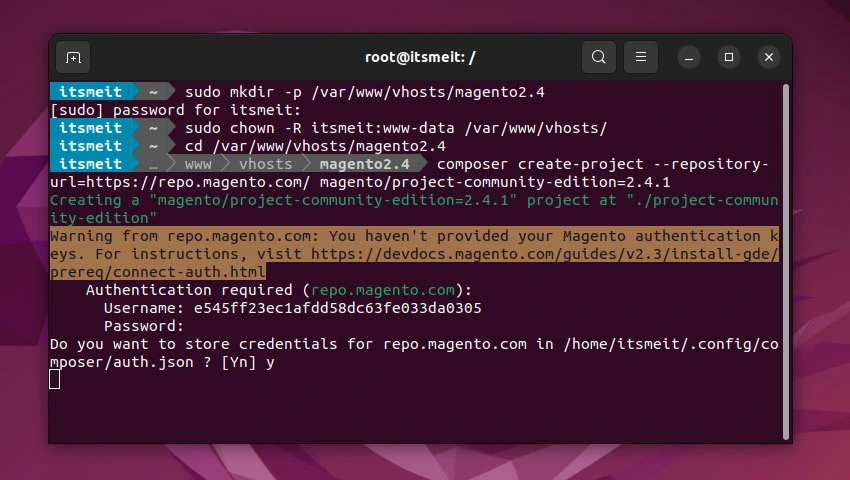 root@itsmeit: /
itsmeit ~ sudo mkdir -p /var/www/vhosts/magento2.4
[sudo] password for itsmeit:
itsmeit ~ sudo chown -R itsmeit:www-data /var/www/vhosts/
itsmeit ~ cd /var/www/vhosts/magento2.4
itsmeit … www vhosts magento2.4 composer create-project --repository-
url=https://repo.magento.com/ magento/project-community-edition=2.4.1
Creating a "magento/project-community-edition=2.4.1" project at "./project-commun
ity-edition"
Warning from repo.magento.com: You haven't provided your Magento authentication k
eys. For instructions, visit https://devdocs.magento.com/guides/v2.3/install-gde/
prereq/connect-auth.html
Authentication required (repo.magento.com):
Username: e545ff23ec1afdd58dc63fe033da0305
Password:
Do you want to store credentials for repo.magento.com in /home/itsmeit/.config/co
mposer/auth.json ? [Yn] y